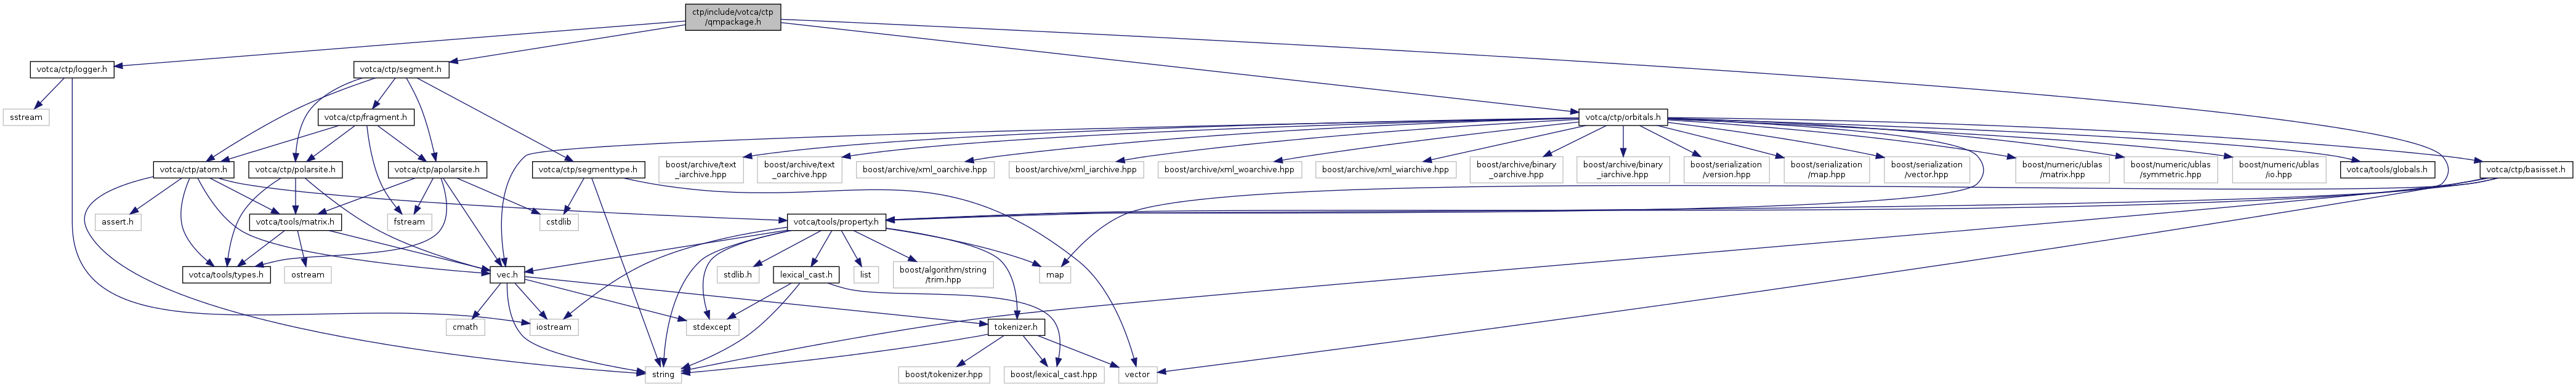 ctp/include/votca/ctp
/qmpackage.h
votca/ctp/logger.h
votca/ctp/segment.h
sstream
votca/ctp/fragment.h
votca/ctp/orbitals.h
votca/ctp/atom.h
votca/ctp/polarsite.h
votca/ctp/apolarsite.h
votca/ctp/segmenttype.h
boost/archive/text
_iarchive.hpp
boost/archive/text
_oarchive.hpp
boost/archive/xml_oarchive.hpp
boost/archive/xml_iarchive.hpp
boost/archive/xml_woarchive.hpp
boost/archive/xml_wiarchive.hpp
boost/archive/binary
_oarchive.hpp
boost/archive/binary
_iarchive.hpp
boost/serialization
/version.hpp
boost/serialization
/map.hpp
boost/serialization
/vector.hpp
boost/numeric/ublas
/matrix.hpp
boost/numeric/ublas
/symmetric.hpp
boost/numeric/ublas
/io.hpp
votca/tools/globals.h
votca/ctp/basisset.h
assert.h
votca/tools/matrix.h
fstream
cstdlib
votca/tools/property.h
votca/tools/types.h
ostream
vec.h
stdlib.h
lexical_cast.h
list
boost/algorithm/string
/trim.hpp
map
cmath
iostream
stdexcept
tokenizer.h
string
boost/tokenizer.hpp
boost/lexical_cast.hpp
vector